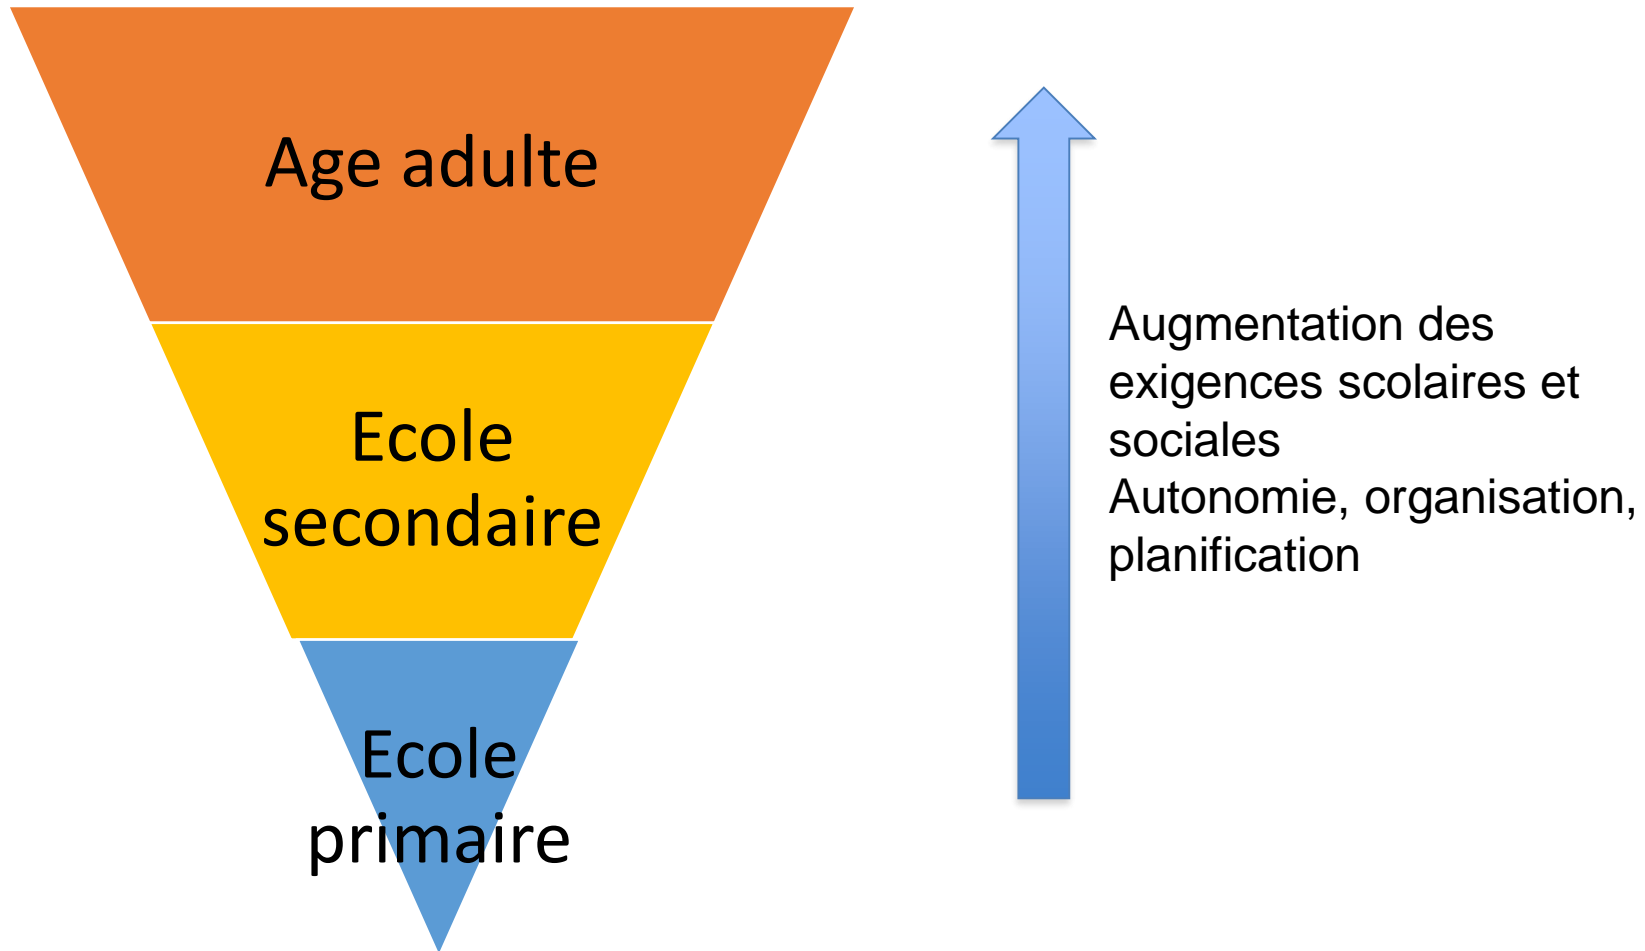 Age adulte
Ecole
secondaire
Ecole
primaire
Augmentation des
exigences scolaires et
sociales
Autonomie, organisation,
planification